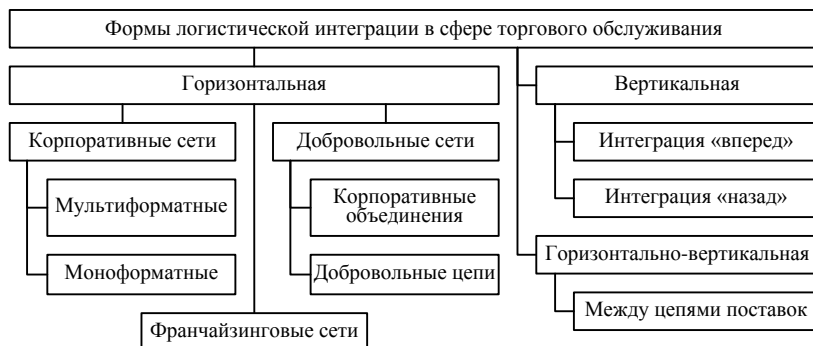 Формы логистической интеграции в сфере торгового обслуживания
Горизонтальная
Вертикальная
Корпоративные сети
Добровольные сети
Интеграция «вперед»
Мультиформатные
Корпоративные
объединения
Интеграция «назад»
Горизонтально-вертикальная
Моноформатные
Добровольные цепи
Между цепями поставок
Франчайзинговые сети